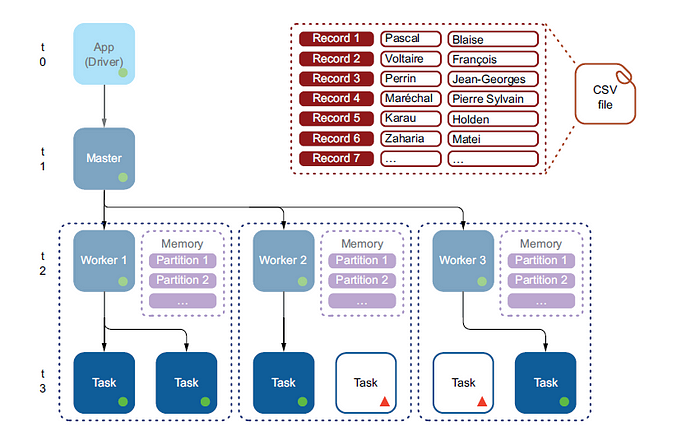 t
0
App
(Driver)
Record 1 Pascal Blaise
Record 2 Voltaire François
Record 3 Perrin Jean-Georges
Record 4 Maréchal Pierre Sylvain
Record 5 Karau Holden
Record 6 Zaharia Matei
Record 7 … …
CSV
file
t
1
Master
t
2
Worker 1
Memory
Partition 1
Partition 2
…
Worker 2
Memory
Partition 1
Partition 2
…
Worker 3
Memory
Partition 1
Partition 2
…
t
3
Task
Task
Task
Task
Task
Task